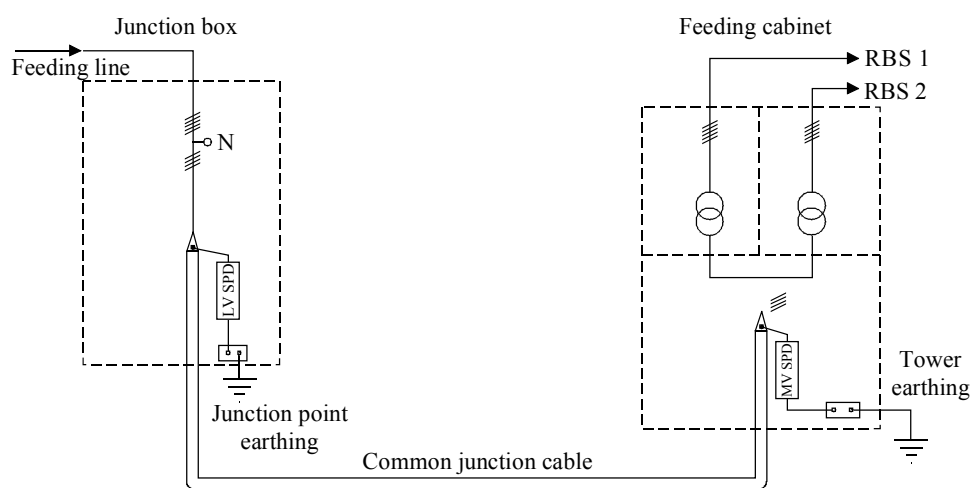 Junction box
Feeding cabinet
Feeding line
RBS 1
RBS 2
N
LV SPD
MV SPD
Tower
earthing
Junction point
earthing
Common junction cable